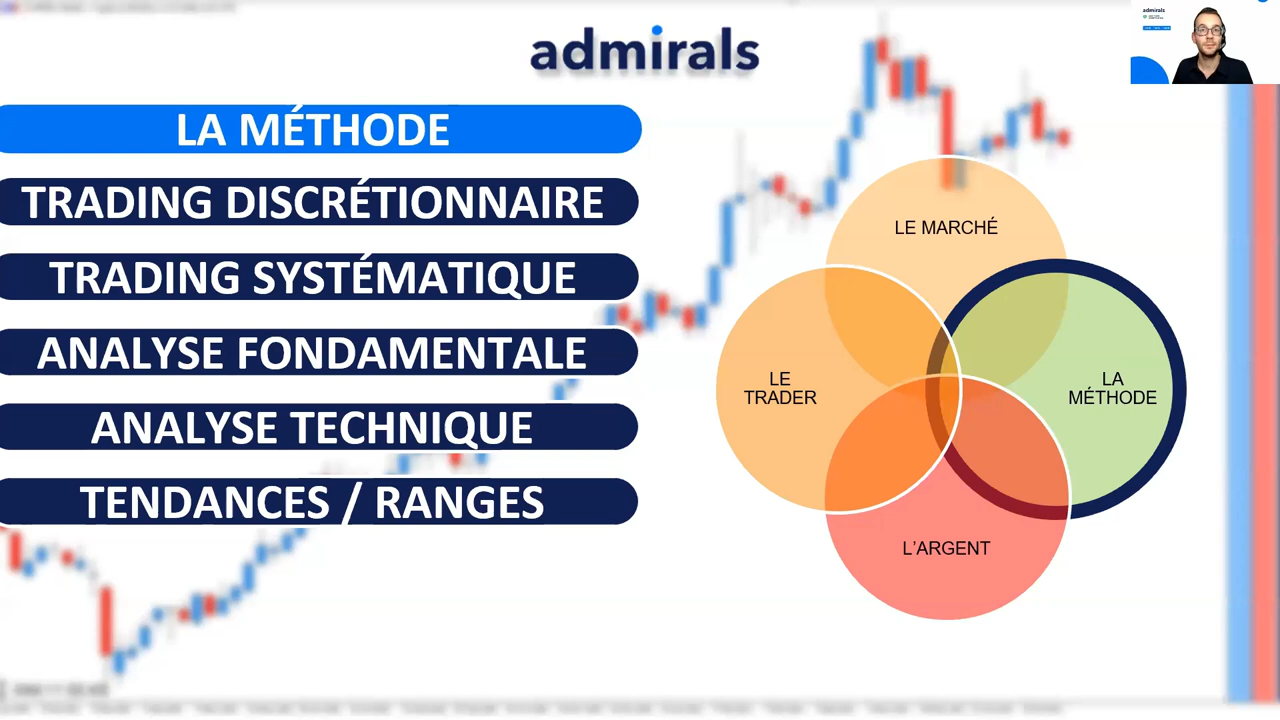 admirals
admirals
LA MÉTHODE
TRADING DISCRÉTIONNAIRE
TRADING SYSTÉMATIQUE
ANALYSE FONDAMENTALE
ANALYSE TECHNIQUE
TENDANCES / RANGES
LE MARCHÉ
LE
TRADER
LA
MÉTHODE
L'ARGENT